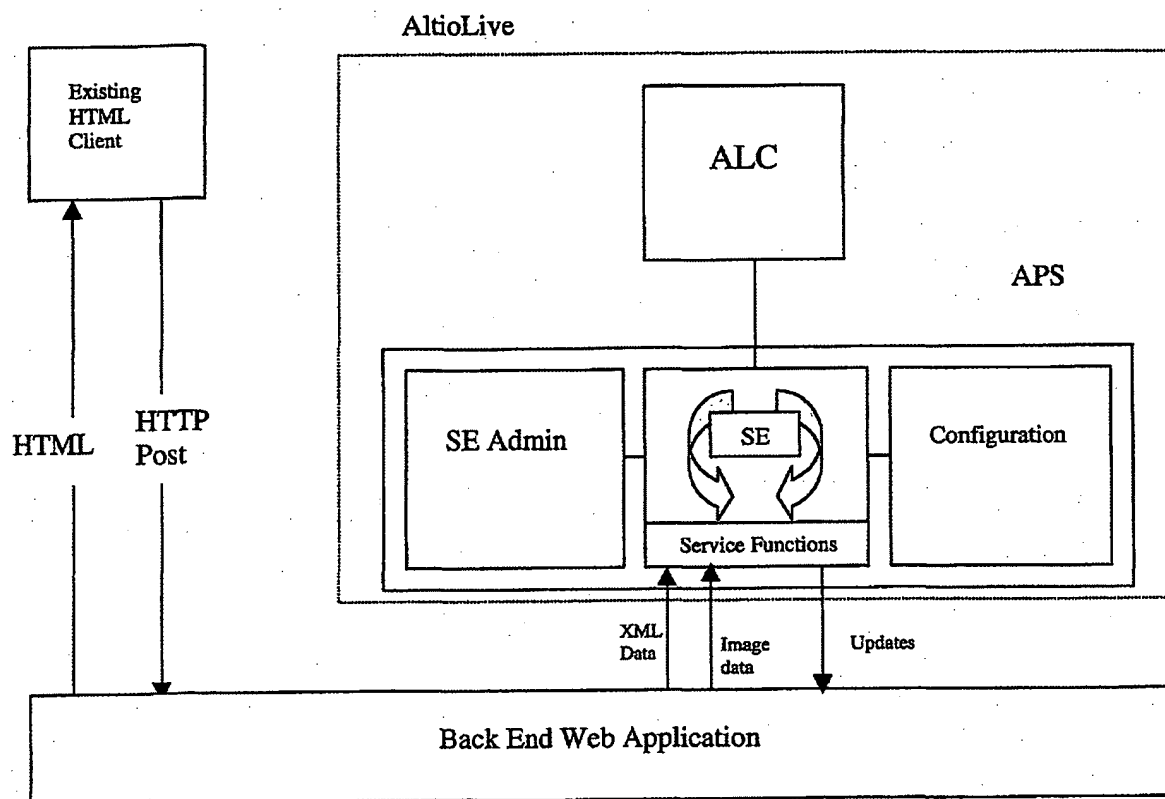 AltioLive
Existing
HTML
Client
ALC
APS
HTML
HTTP
Post
SE Admin
SE
Configuration
Service Functions
XML
Data
Image
data
Updates
Back End Web Application